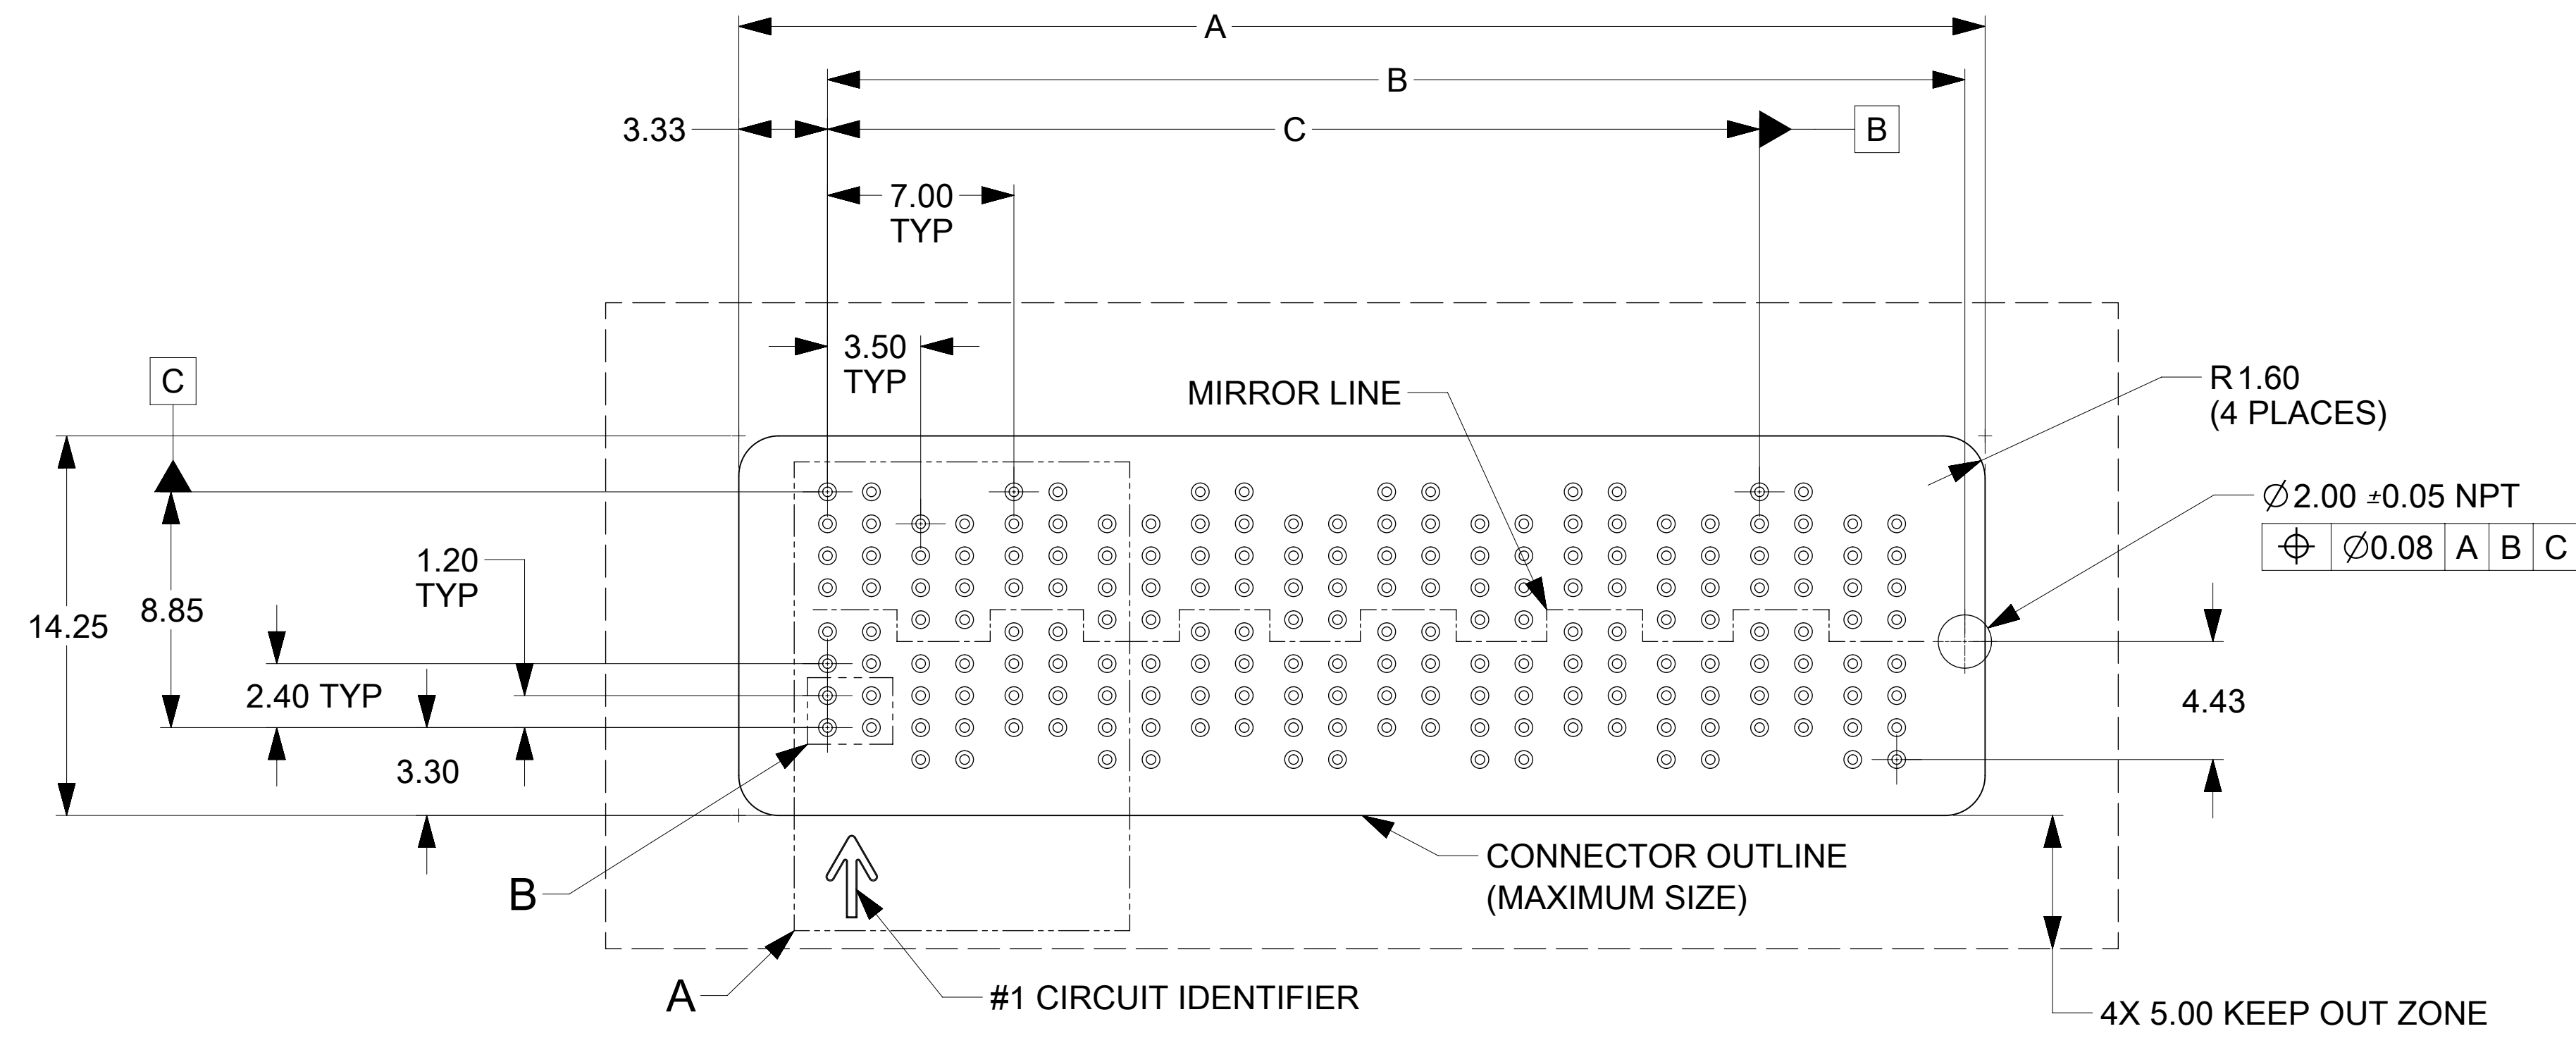 A
B
3.33
C
B
7.00
TYP
3.50
TYP
C
MIRROR LINE
R 1.60
(4 PLACES)
⌀2.00 ±0.05 NPT
⌖ ⌀0.08 A B C
1.20
TYP
14.25
8.85
2.40 TYP
4.43
3.30
CONNECTOR OUTLINE
(MAXIMUM SIZE)
B
A
#1 CIRCUIT IDENTIFIER
4X 5.00 KEEP OUT ZONE